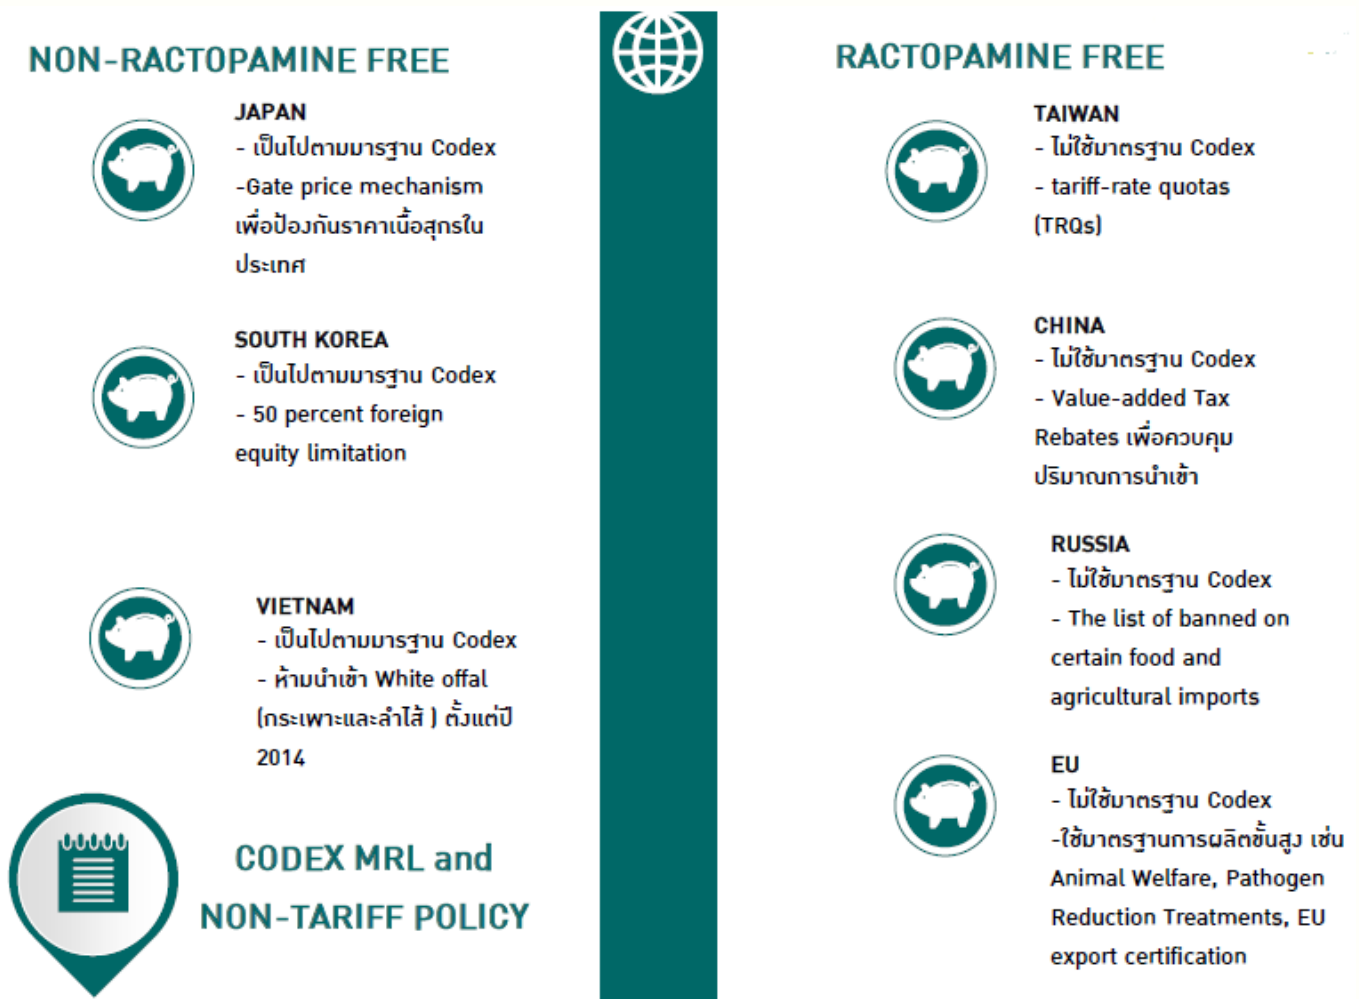 NON-RACTOPAMINE FREE
JAPAN
- เป็นไปตามมารฐาน Codex
-Gate price mechanism
เพื่อป้องกันราคาเนื้อสุกรใน
ประเทศ
SOUTH KOREA
- เป็นไปตามมารฐาน Codex
- 50 percent foreign
equity limitation
VIETNAM
- เป็นไปตามมารฐาน Codex
- ห้ามนำเข้า White offal
(กระเพาะและลำไส้ ) ตั้งแต่ปี
2014
CODEX MRL and
NON-TARIFF POLICY
RACTOPAMINE FREE
TAIWAN
- ไม่ใช้มาตรฐาน Codex
- tariff-rate quotas
(TRQs)
CHINA
- ไม่ใช้มาตรฐาน Codex
- Value-added Tax
Rebates เพื่อควบคุม
ปริมาณการนำเข้า
RUSSIA
- ไม่ใช้มาตรฐาน Codex
- The list of banned on
certain food and
agricultural imports
EU
- ไม่ใช้มาตรฐาน Codex
-ใช้มาตรฐานการผลิตขั้นสูง เช่น
Animal Welfare, Pathogen
Reduction Treatments, EU
export certification